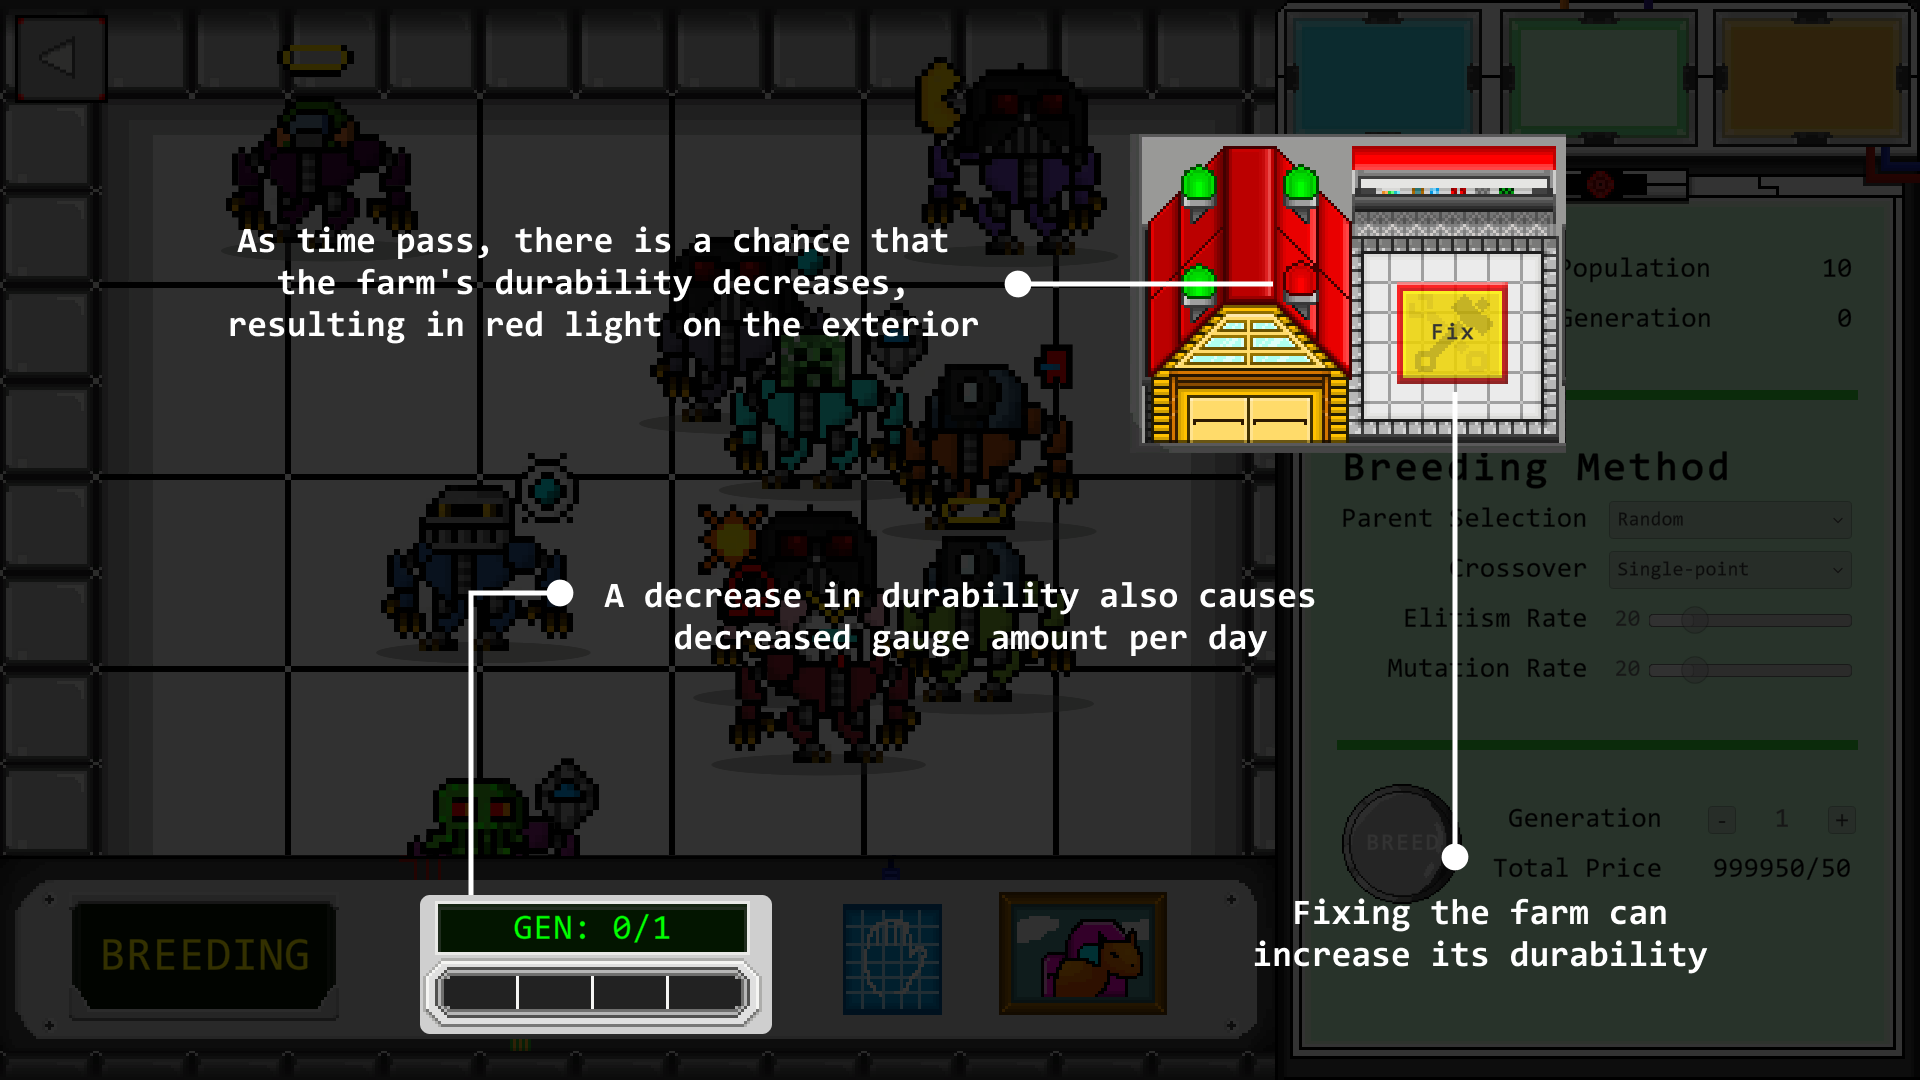 As time pass, there is a chance that
the farm's durability decreases,
resulting in red light on the exterior
Fix
Population 10
Generation 0
Breeding Method
Parent Selection Random
Crossover Single-point
Elitism Rate 20
Mutation Rate 20
A decrease in durability also causes
decreased gauge amount per day
BREED
Generation - 1 +
Total Price 999950/50
Fixing the farm can
increase its durability
BREEDING
GEN: 0/1